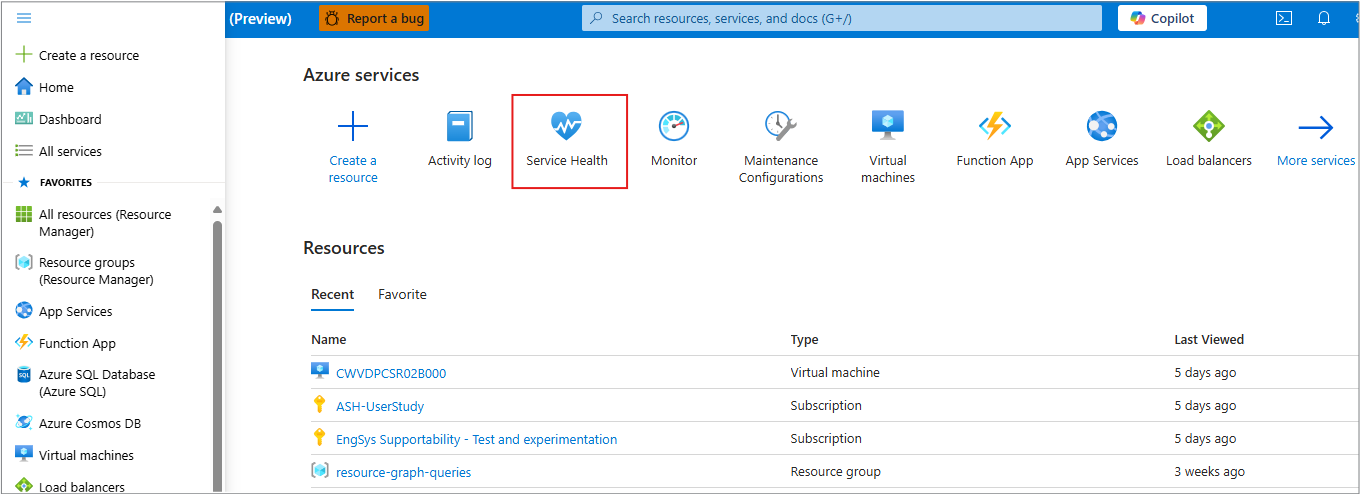 (Preview)
Report a bug
Search resources, services, and docs (G+/)
Copilot
Create a resource
Home
Dashboard
All services
FAVORITES
All resources (Resource
Manager)
Resource groups
(Resource Manager)
App Services
Function App
SQL
Azure SQL Database
(Azure SQL)
Azure Cosmos DB
Virtual machines
Load balancers
Azure services
Create a
resource
Activity log
Service Health
Monitor
Maintenance
Configurations
Virtual
machines
Function App
App Services
Load balancers
More services
Resources
Recent Favorite
Name Type Last Viewed
CWVDPCSR02B000 Virtual machine 5 days ago
ASH-UserStudy Subscription 5 days ago
EngSys Supportability - Test and experimentation Subscription 5 days ago
resource-graph-queries Resource group 3 weeks ago